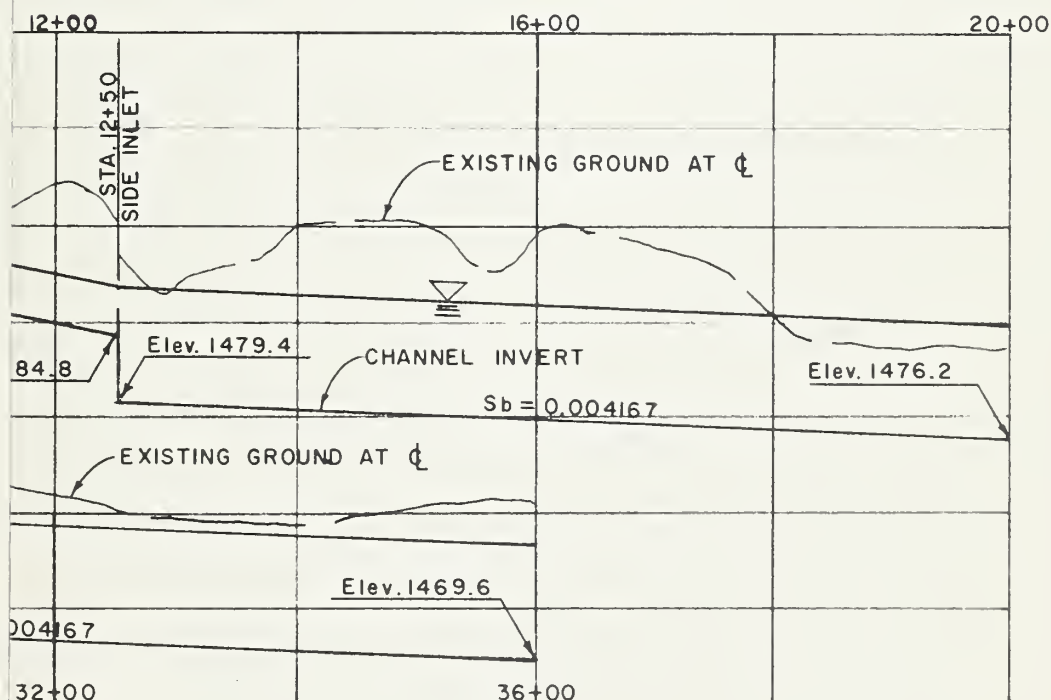 12+00
16+00
20+00
STA. 12+50
SIDE INLET
EXISTING GROUND AT ℄
Elev. 1479.4
CHANNEL INVERT
84.8
Elev. 1476.2
Sb = 0.004167
EXISTING GROUND AT ℄
Elev. 1469.6
004167
32+00
36+00